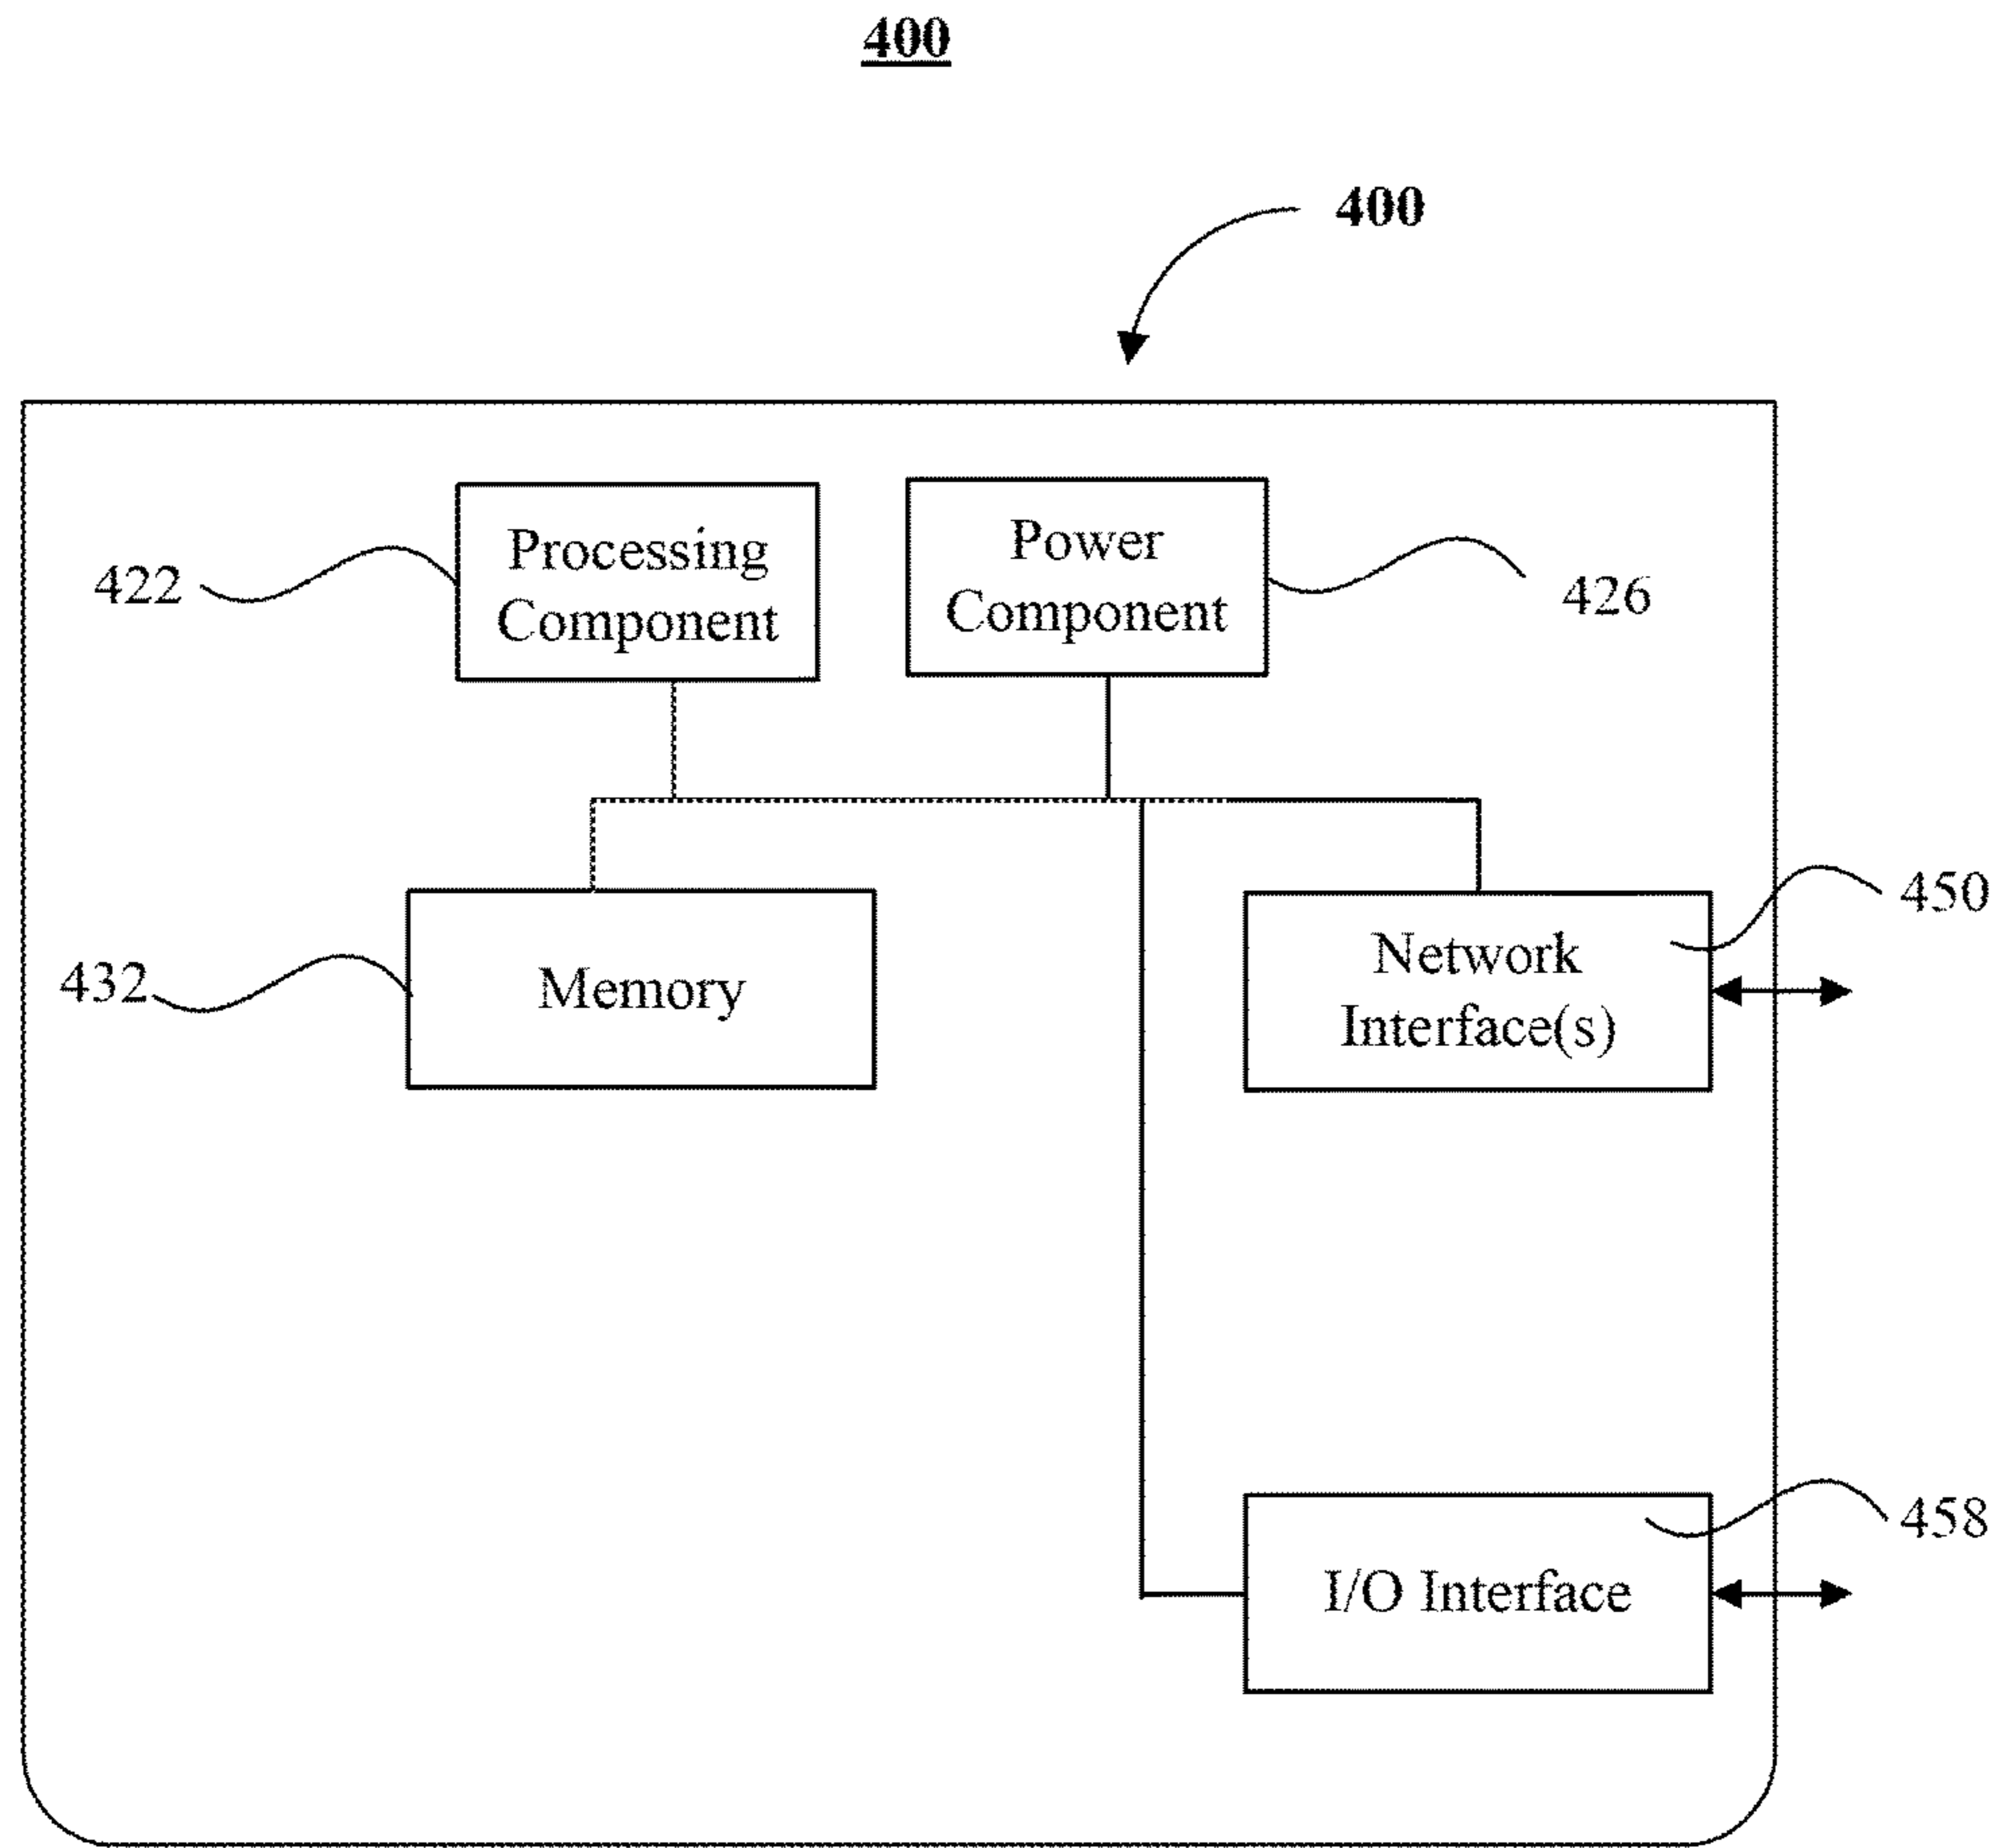 400
400
Processing
Component
Power
Component
422
426
432
Memory
Network
Interface(s)
450
I/O Interface
458